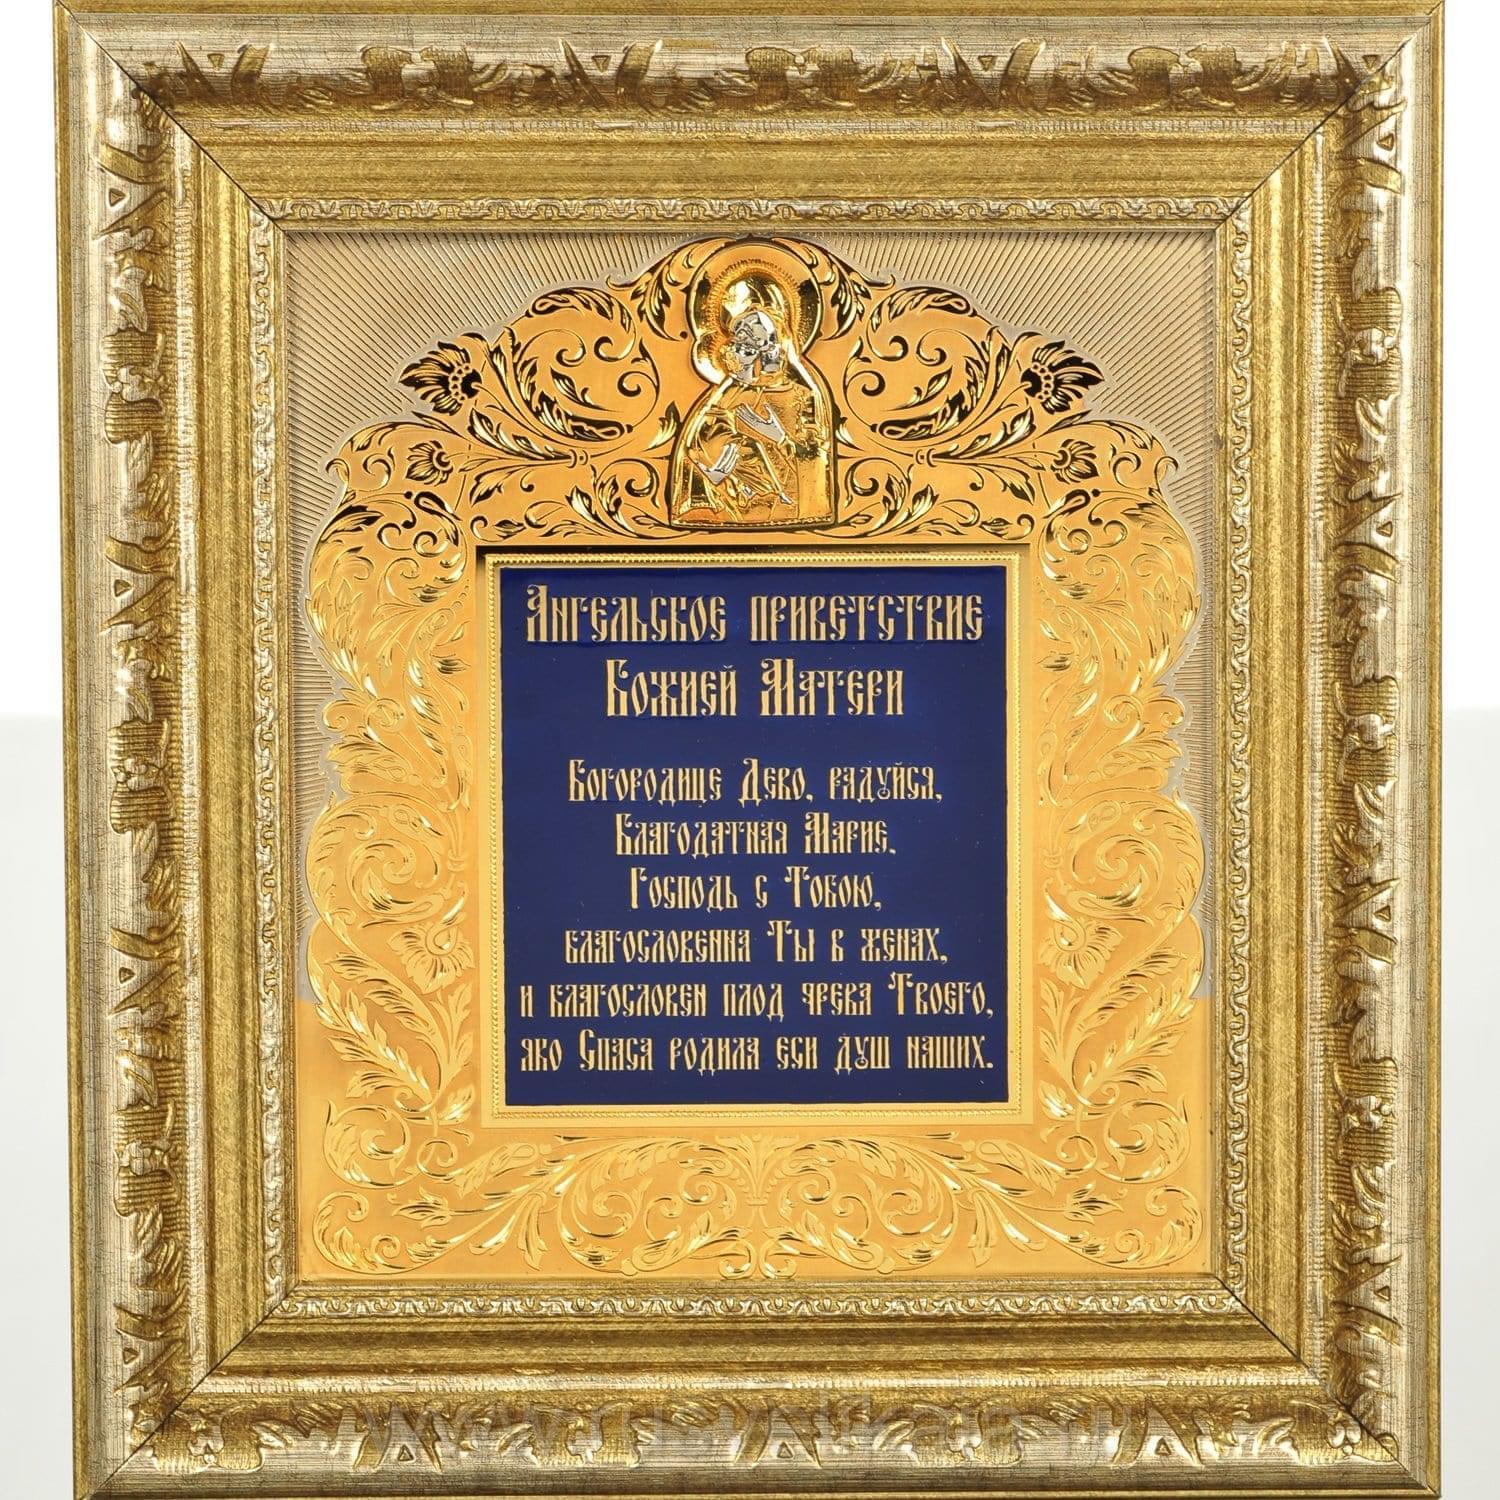 Ангельское приветствие
Божией Матери
Богородице Дево, радуйся,
Благодатная Марие,
Господь с Тобою,
благословенна Ты в женах,
и благословен плод чрева Твоего,
яко Спаса родила еси душ наших.